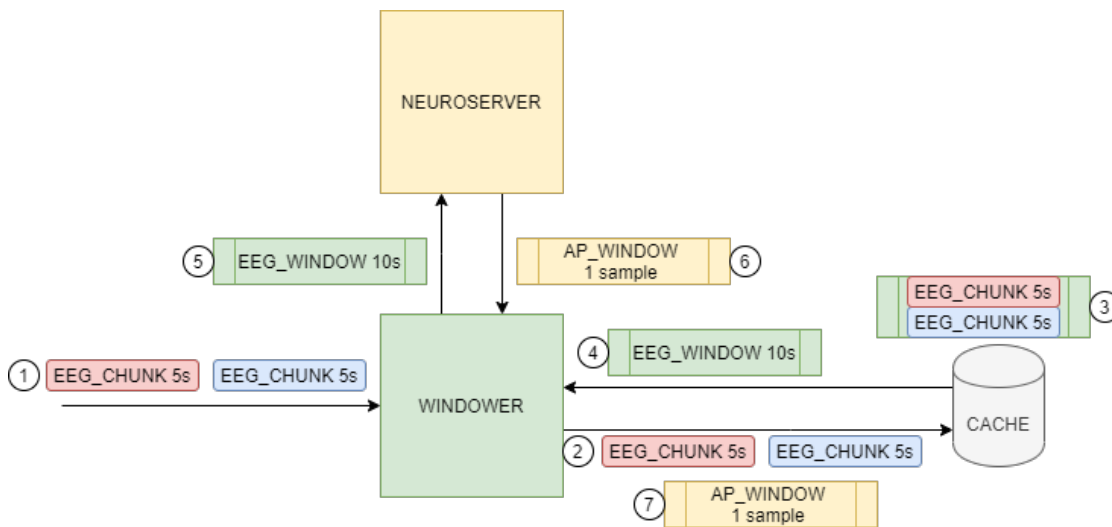 NEUROSERVER
5
EEG_WINDOW 10s
AP_WINDOW
1 sample
6
EEG_CHUNK 5s
EEG_CHUNK 5s
3
1
EEG_CHUNK 5s
EEG_CHUNK 5s
WINDOWER
4
EEG_WINDOW 10s
CACHE
2
EEG_CHUNK 5s
EEG_CHUNK 5s
7
AP_WINDOW
1 sample